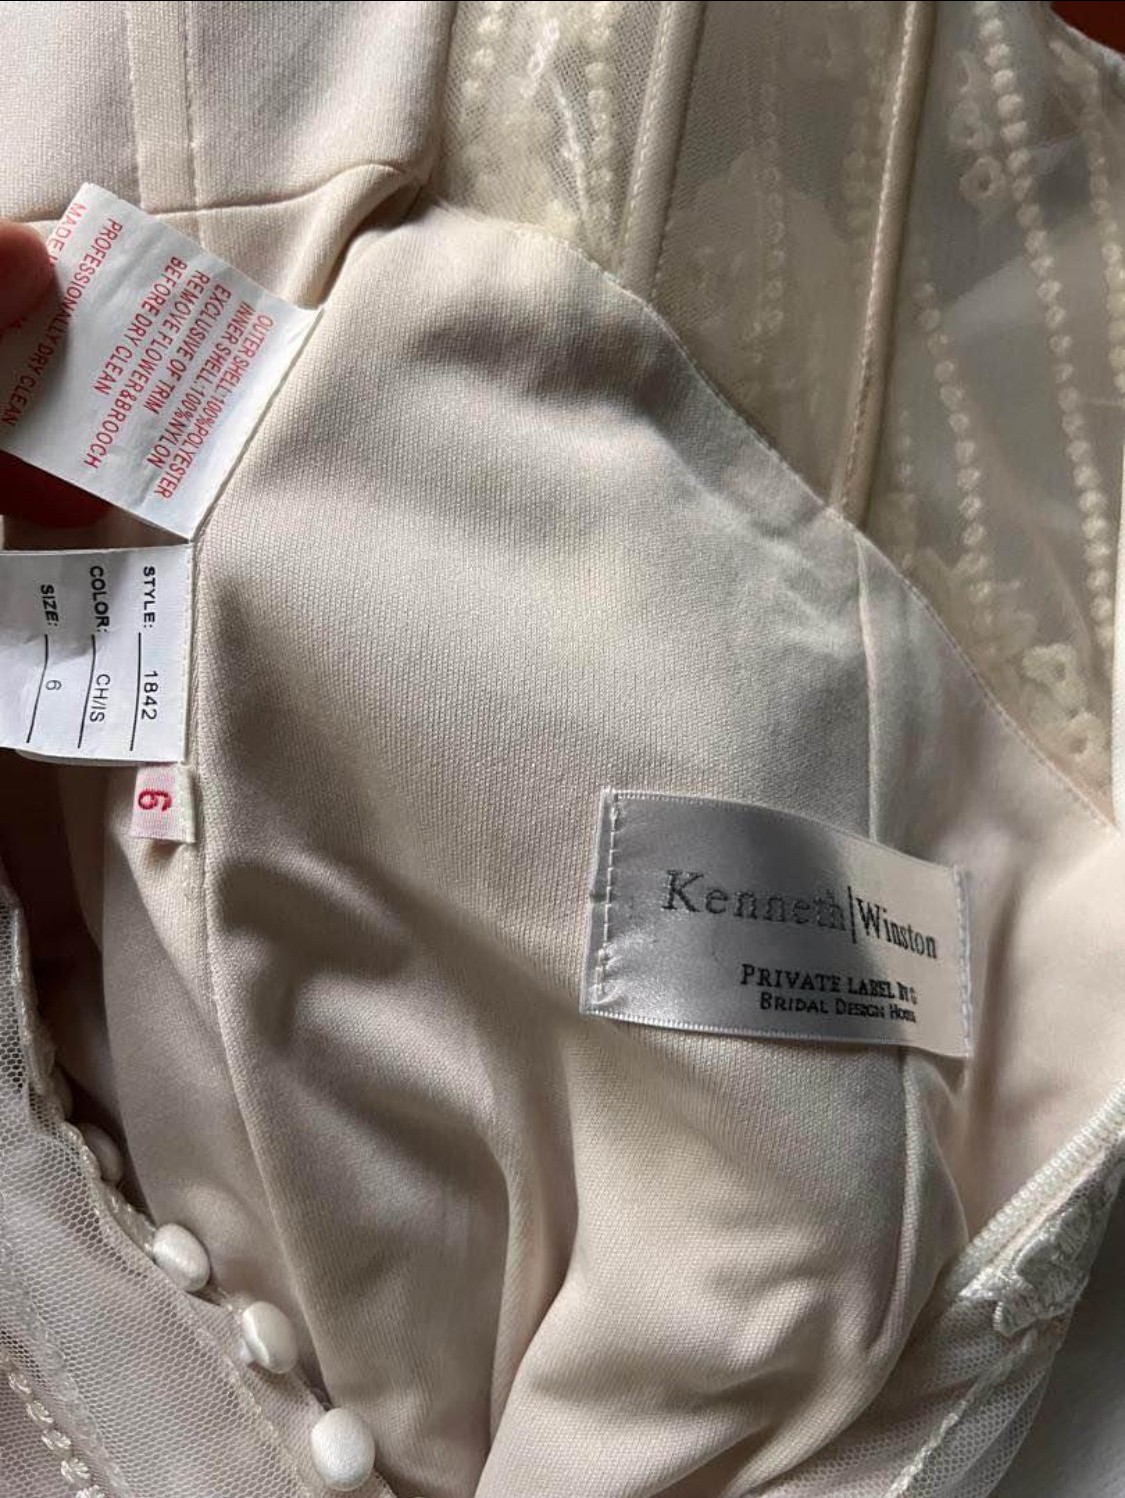 OUTER SHELL:100%POLYESTER
INNER SHELL:100%NYLON
EXCLUSIVE OF TRIM
REMOVE FLOWER&BROOCH
BEFORE DRY CLEAN
PROFESSIONALLY DRY CLEAN
MADE
STYLE: 1842
COLOR: CH/IS
SIZE: 6
6
Kenneth|Winston
PRIVATE LABEL BY G
BRIDAL DESIGN HOUSE